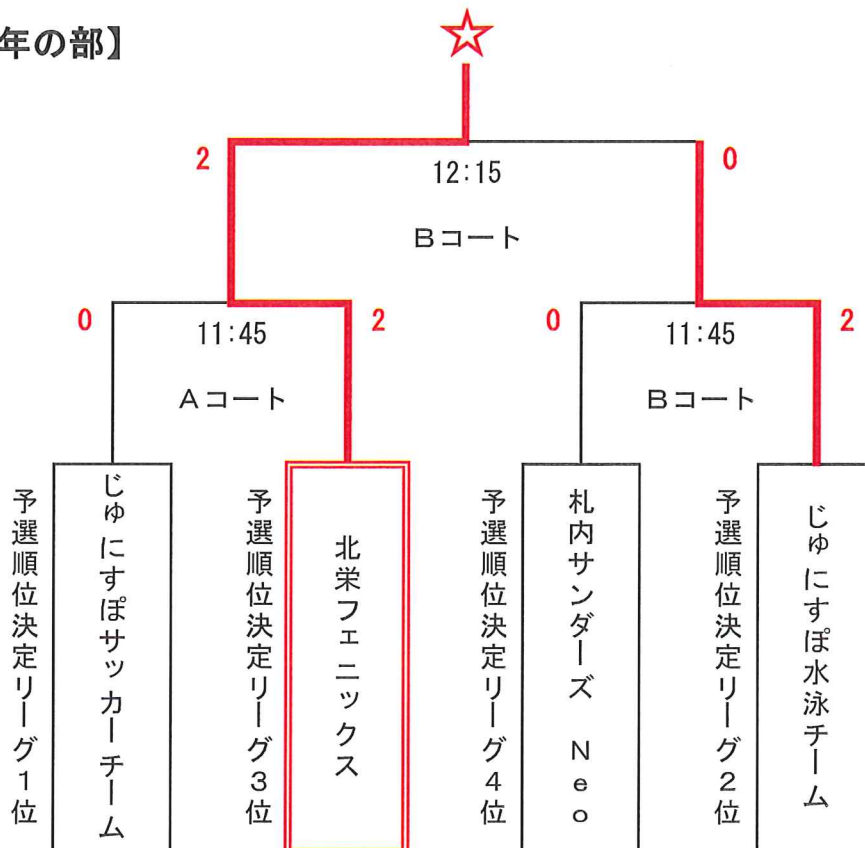 年の部】
2
0
12:15
Bコート
0
2
0
2
11:45
11:45
Aコート
Bコート
予選順位決定リーグ1位
じゅにすぽサッカーチーム
予選順位決定リーグ3位
北栄フェニックス
予選順位決定リーグ4位
札内サンダーズ Neo
予選順位決定リーグ2位
じゅにすぽ水泳チーム